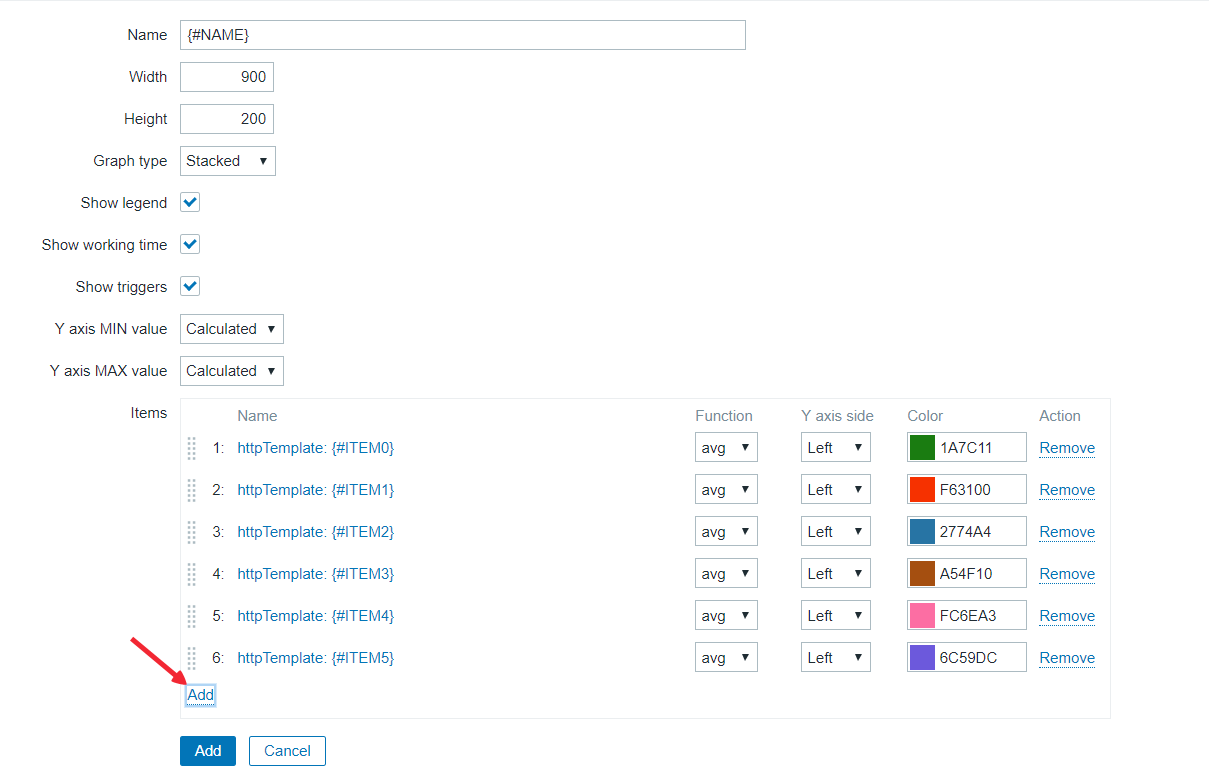 Name {#NAME}
Width 900
Height 200
Graph type Stacked
Show legend
Show working time
Show triggers
Y axis MIN value Calculated
Y axis MAX value Calculated
Items Name Function Y axis side Color Action
1: httpTemplate: {#ITEM0} avg Left 1A7C11 Remove
2: httpTemplate: {#ITEM1} avg Left F63100 Remove
3: httpTemplate: {#ITEM2} avg Left 2774A4 Remove
4: httpTemplate: {#ITEM3} avg Left A54F10 Remove
5: httpTemplate: {#ITEM4} avg Left FC6EA3 Remove
6: httpTemplate: {#ITEM5} avg Left 6C59DC Remove
Add
Add Cancel